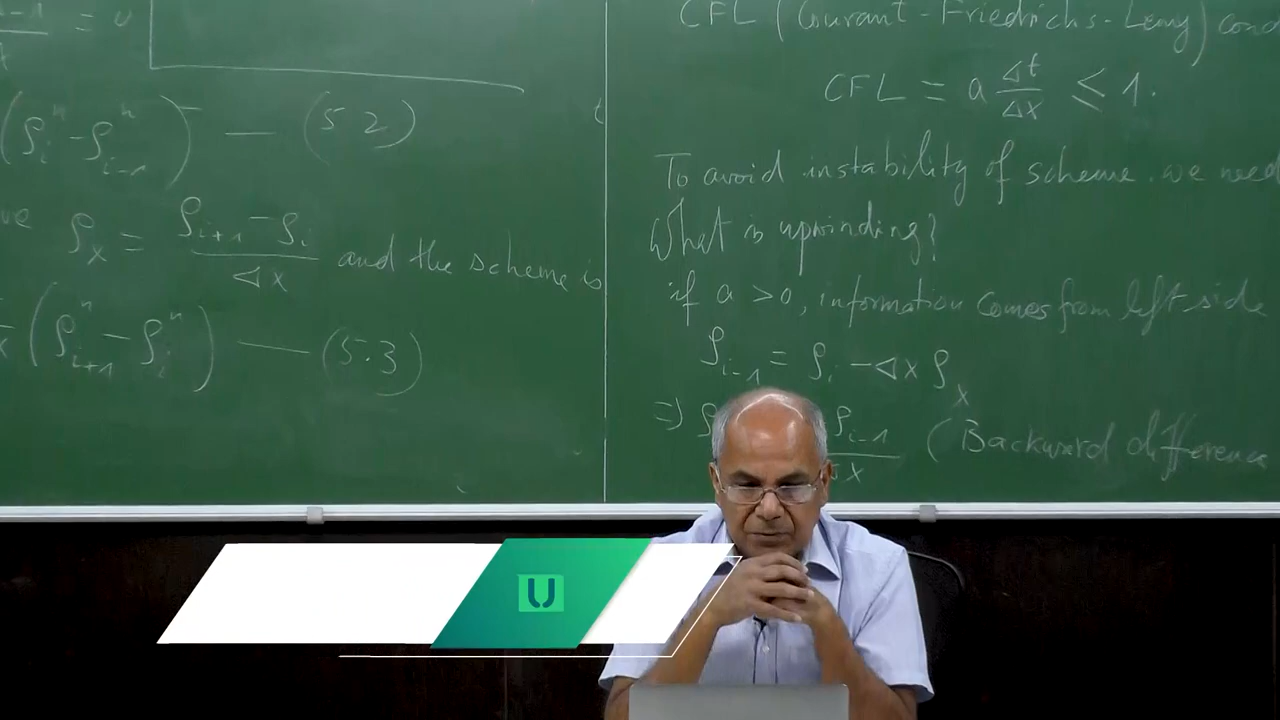 = 0
(ρ_i^n - ρ_{i-1}^n) — (5.2)
ρ_x = (ρ_{i+1} - ρ_i) / Δx and the scheme is
(ρ_{i+1}^n - ρ_i^n) — (5.3)
CFL (Courant-Friedrichs-Lewy) cond
CFL = a Δt/Δx ≤ 1.
To avoid instability of scheme. we need
What is upwinding?
if a > 0, information comes from left side
ρ_{i-1} = ρ_i - Δx ρ_x
⇒ ρ ρ_{i-1} (Backward difference
U